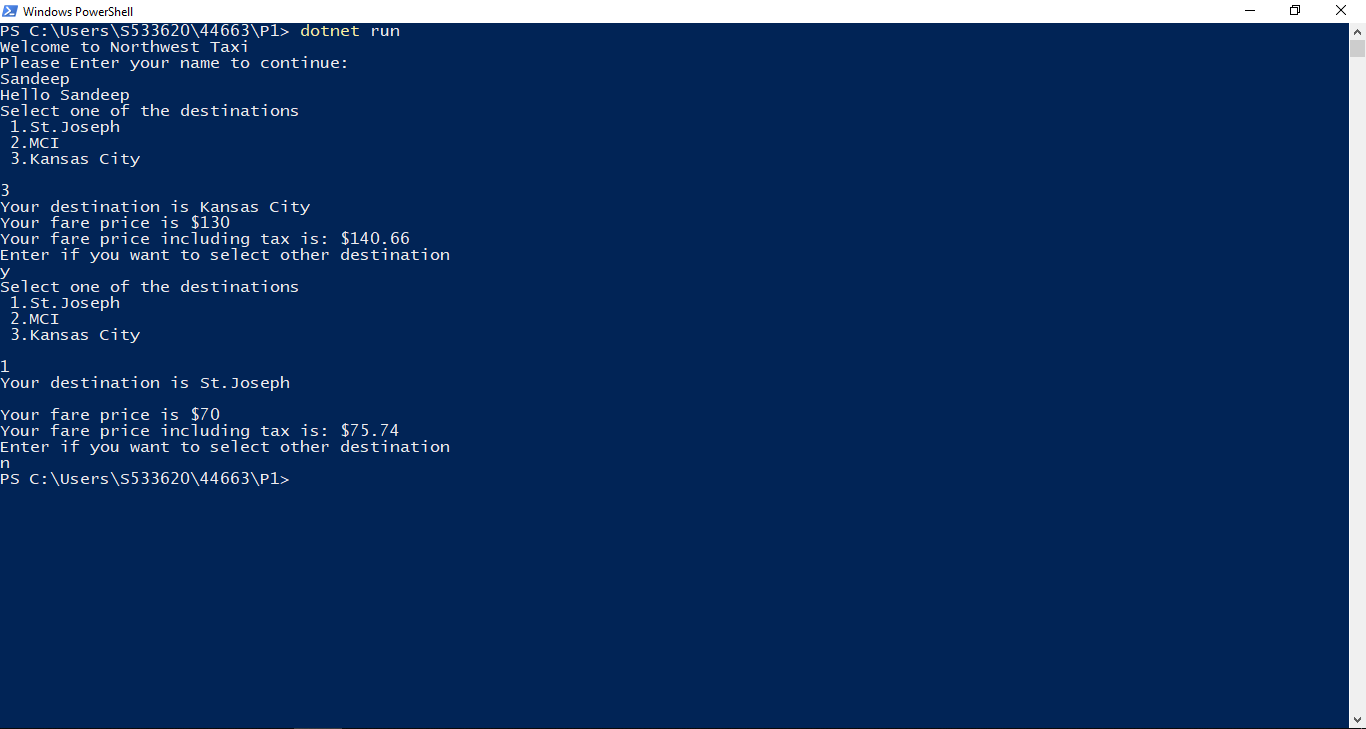 Windows PowerShell
PS C:\Users\S533620\44663\P1> dotnet run
Welcome to Northwest Taxi
Please Enter your name to continue:
Sandeep
Hello Sandeep
Select one of the destinations
 1.St.Joseph
 2.MCI
 3.Kansas City
3
Your destination is Kansas City
Your fare price is $130
Your fare price including tax is: $140.66
Enter if you want to select other destination
y
Select one of the destinations
 1.St.Joseph
 2.MCI
 3.Kansas City
1
Your destination is St.Joseph
Your fare price is $70
Your fare price including tax is: $75.74
Enter if you want to select other destination
n
PS C:\Users\S533620\44663\P1>